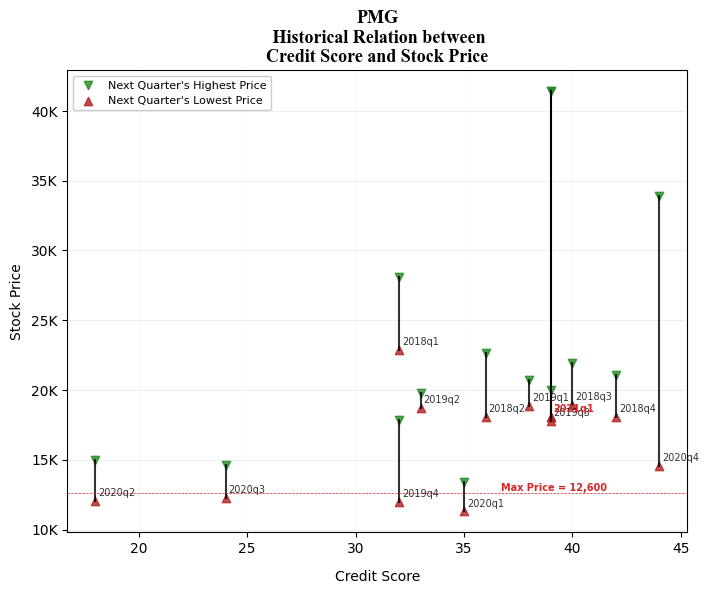 PMG
Historical Relation between
Credit Score and Stock Price
Next Quarter's Highest Price
Next Quarter's Lowest Price
40K
35K
30K
25K
20K
15K
10K
Stock Price
2018q1
2019q2
2019q1
2018q3
2018q2
2018q4
2019q3
2020q4
Max Price = 12,600
2020q2
2020q3
2019q4
2020q1
20
25
30
35
40
45
Credit Score